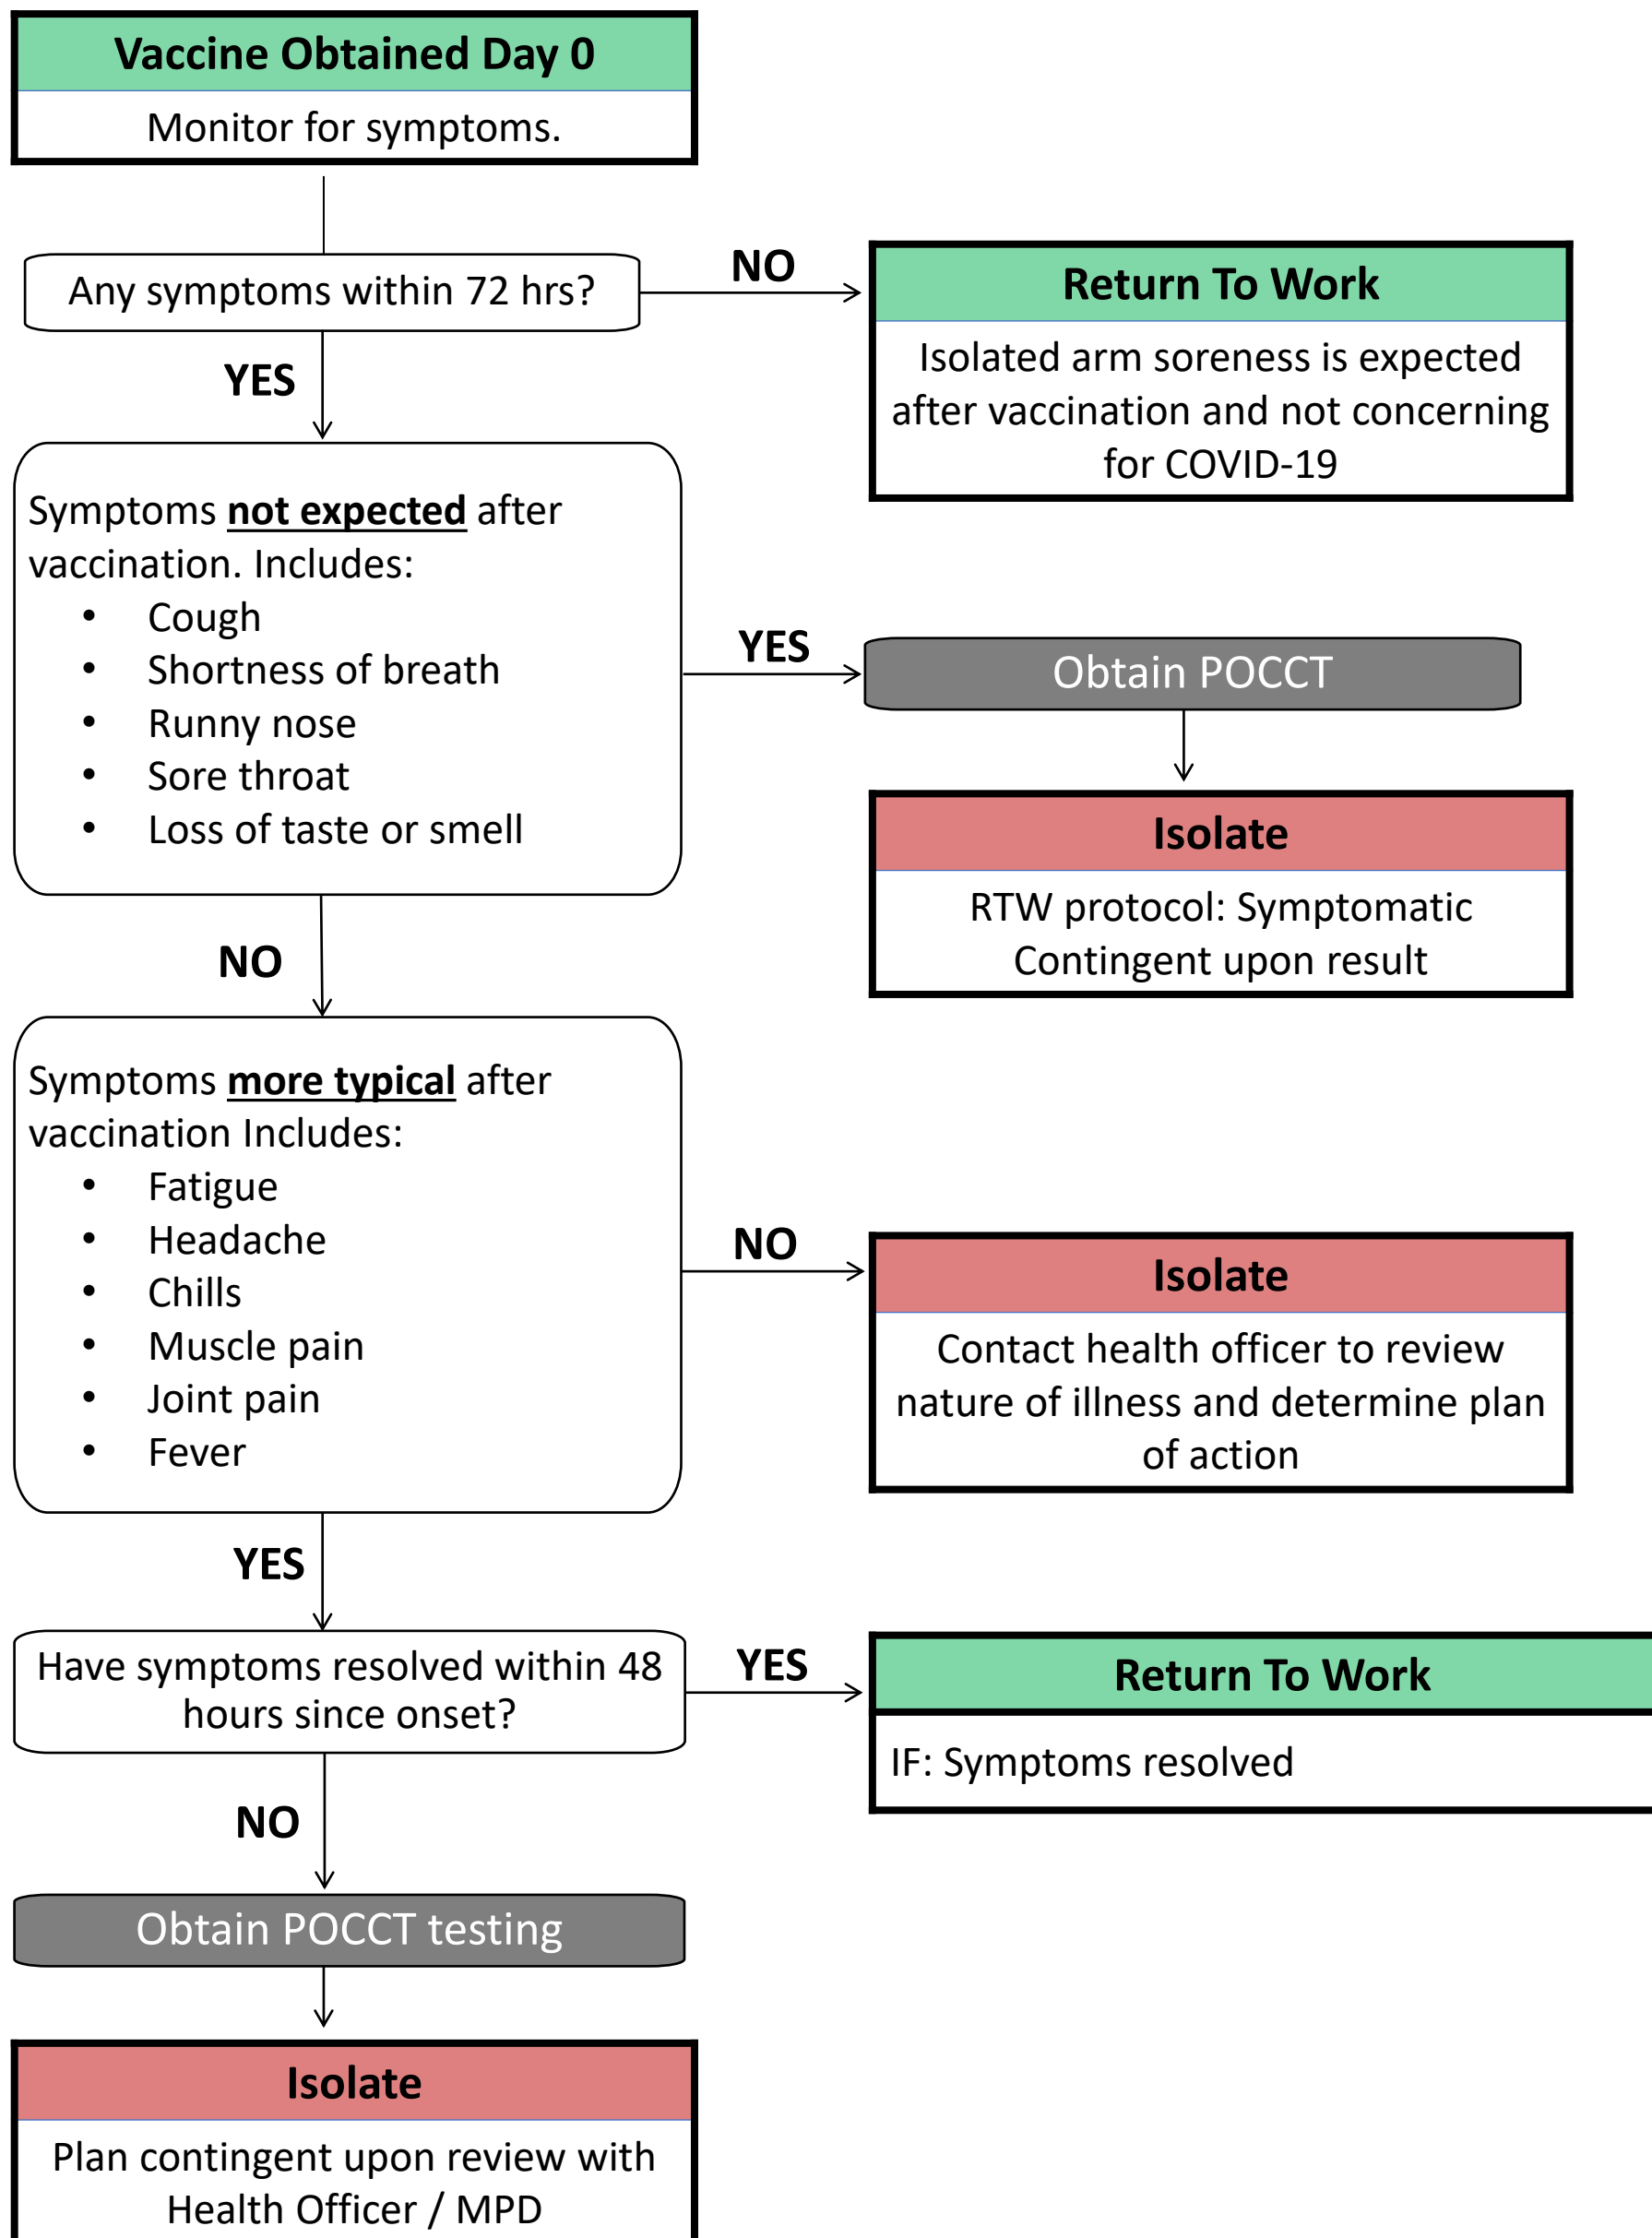 Vaccine Obtained Day 0
Monitor for symptoms.
Any symptoms within 72 hrs?
NO
Return To Work
Isolated arm soreness is expected
after vaccination and not concerning
for COVID-19
YES
Symptoms not expected after
vaccination. Includes:
• Cough
• Shortness of breath
• Runny nose
• Sore throat
• Loss of taste or smell
YES
Obtain POCCT
Isolate
RTW protocol: Symptomatic
Contingent upon result
NO
Symptoms more typical after
vaccination Includes:
• Fatigue
• Headache
• Chills
• Muscle pain
• Joint pain
• Fever
NO
Isolate
Contact health officer to review
nature of illness and determine plan
of action
YES
Have symptoms resolved within 48
hours since onset?
YES
Return To Work
IF: Symptoms resolved
NO
Obtain POCCT testing
Isolate
Plan contingent upon review with
Health Officer / MPD